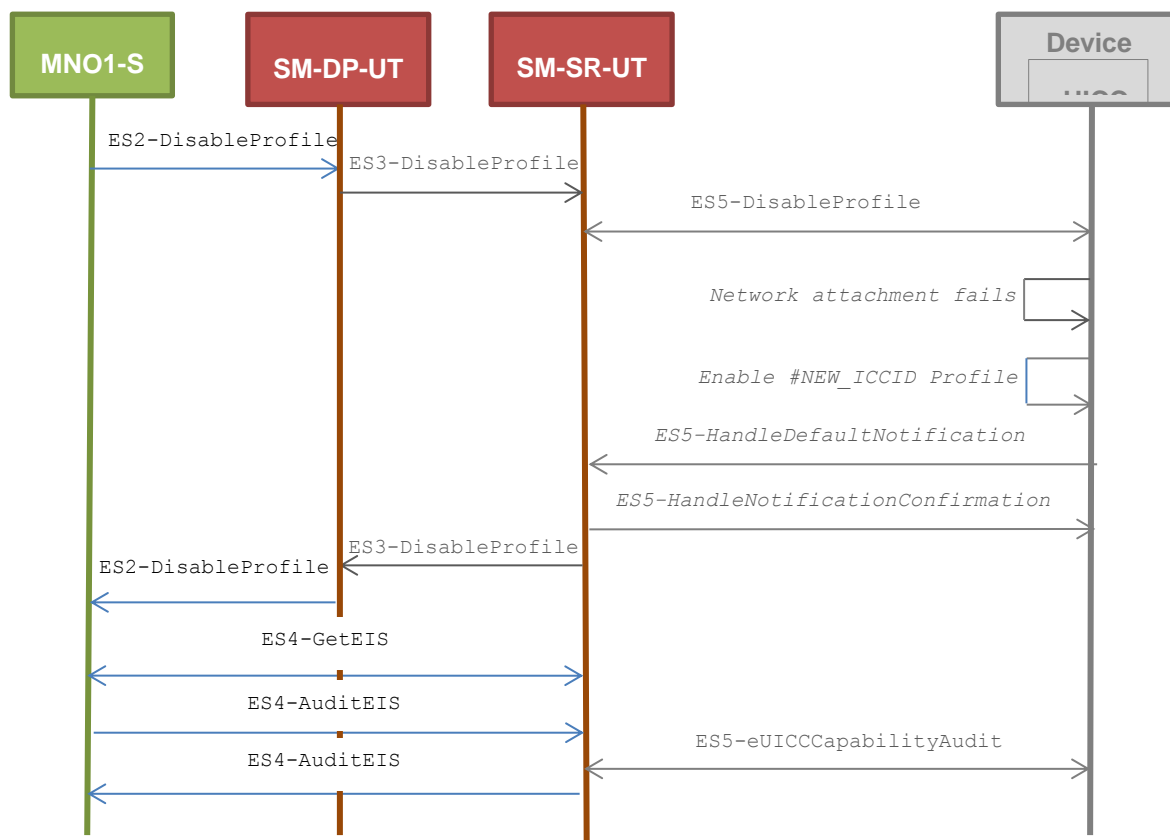 MNO1-S
SM-DP-UT
SM-SR-UT
Device
ES2-DisableProfile
ES3-DisableProfile
ES5-DisableProfile
Network attachment fails
Enable #NEW_ICCID Profile
ES5-HandleDefaultNotification
ES5-HandleNotificationConfirmation
ES3-DisableProfile
ES2-DisableProfile
ES4-GetEIS
ES4-AuditEIS
ES5-eUICCCapabilityAudit
ES4-AuditEIS